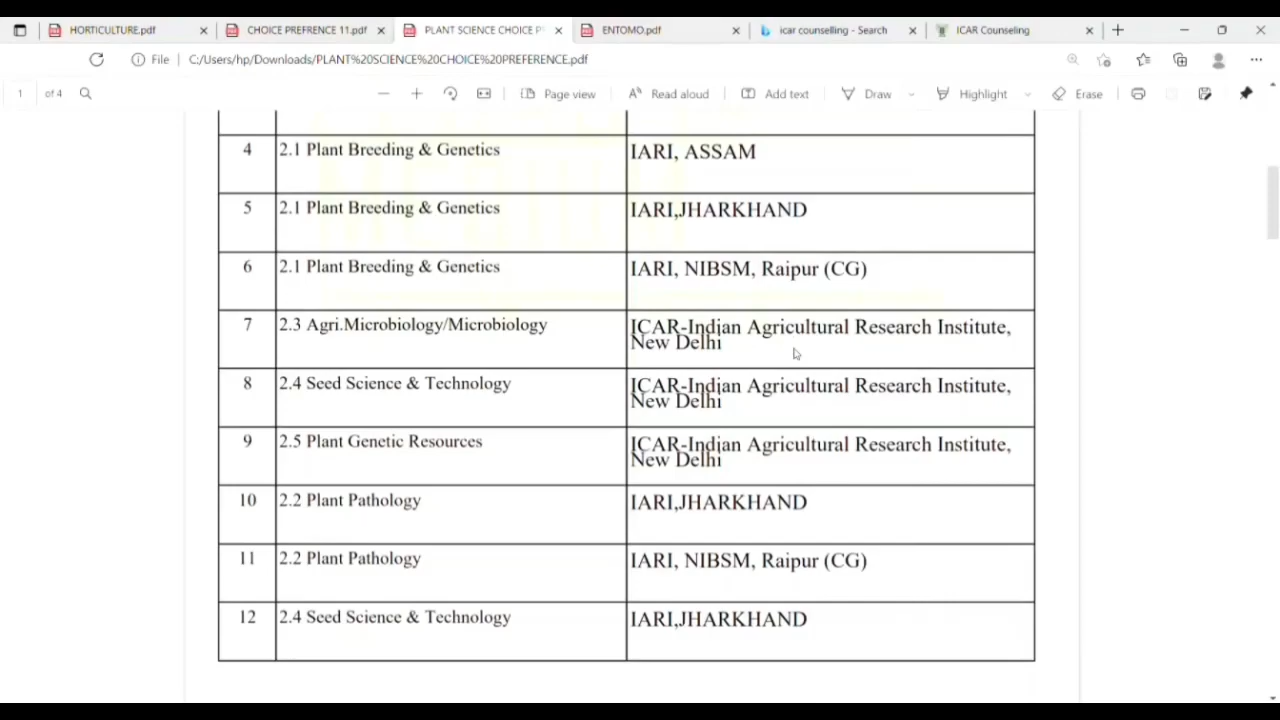 HORTICULTURE.pdf
CHOICE PREFRENCE 11.pdf
PLANT SCIENCE CHOICE P
ENTOMO.pdf
icar counselling - Search
ICAR Counseling
File
C:/Users/hp/Downloads/PLANT%20SCIENCE%20CHOICE%20PREFERENCE.pdf
1 of 4
Page view
Read aloud
Add text
Draw
Highlight
Erase
4 2.1 Plant Breeding & Genetics IARI, ASSAM
5 2.1 Plant Breeding & Genetics IARI,JHARKHAND
6 2.1 Plant Breeding & Genetics IARI, NIBSM, Raipur (CG)
7 2.3 Agri.Microbiology/Microbiology ICAR-Indian Agricultural Research Institute,
New Delhi
8 2.4 Seed Science & Technology ICAR-Indian Agricultural Research Institute,
New Delhi
9 2.5 Plant Genetic Resources ICAR-Indian Agricultural Research Institute,
New Delhi
10 2.2 Plant Pathology IARI,JHARKHAND
11 2.2 Plant Pathology IARI, NIBSM, Raipur (CG)
12 2.4 Seed Science & Technology IARI,JHARKHAND